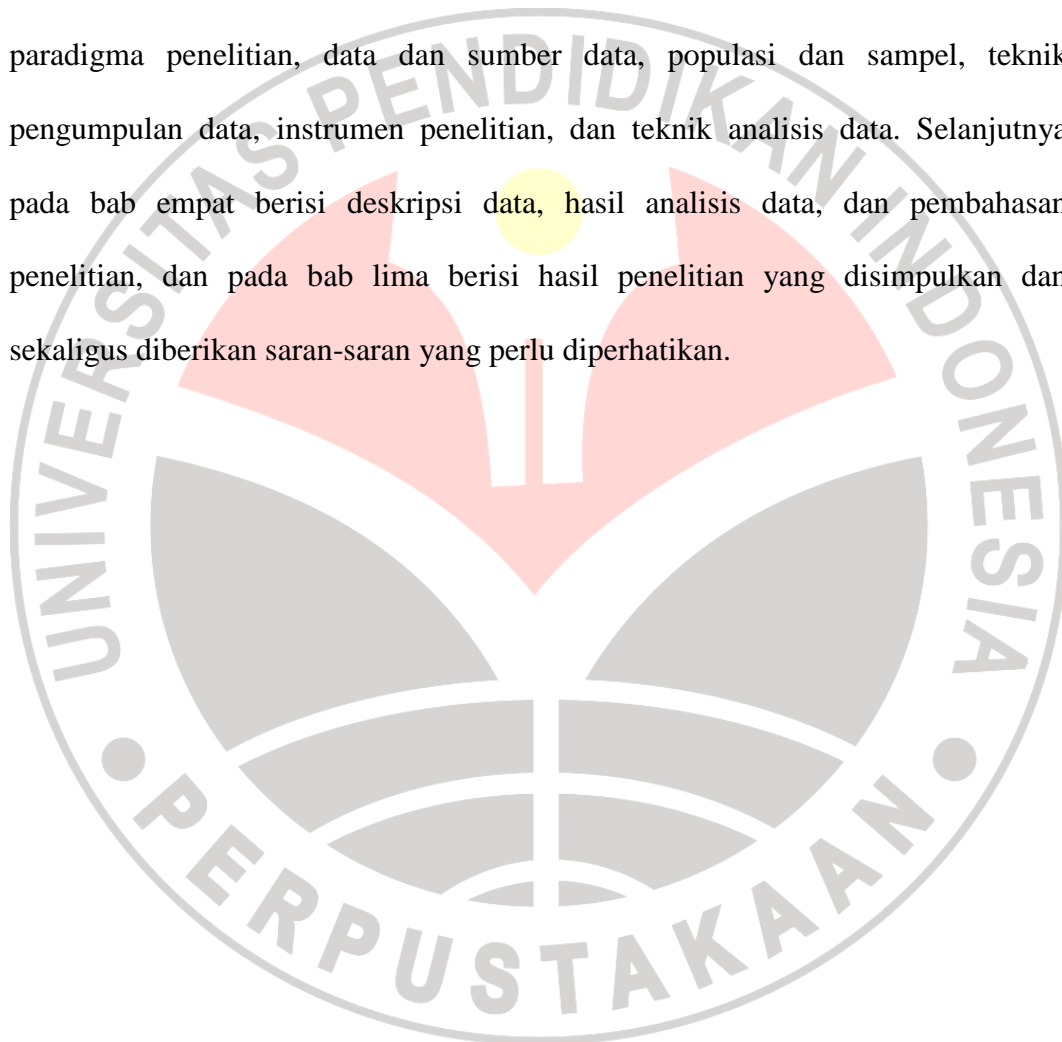 paradigma penelitian, data dan sumber data, populasi dan sampel, teknik
pengumpulan data, instrumen penelitian, dan teknik analisis data. Selanjutnya
pada bab empat berisi deskripsi data, hasil analisis data, dan pembahasan
penelitian, dan pada bab lima berisi hasil penelitian yang disimpulkan dan
sekaligus diberikan saran-saran yang perlu diperhatikan.
UNIVERSITAS PENDIDIKAN INDONESIA
PERPUSTAKAAN